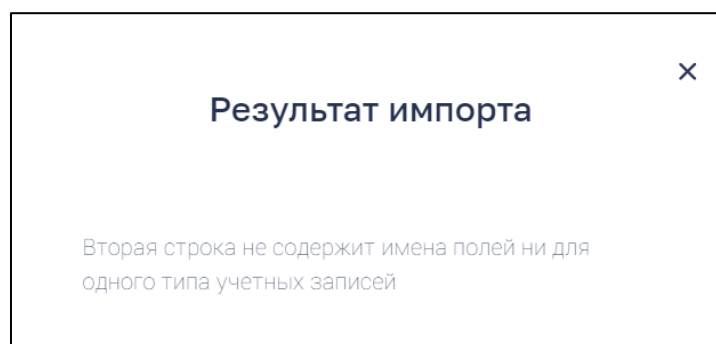 Результат импорта
Вторая строка не содержит имена полей ни для
одного типа учетных записей